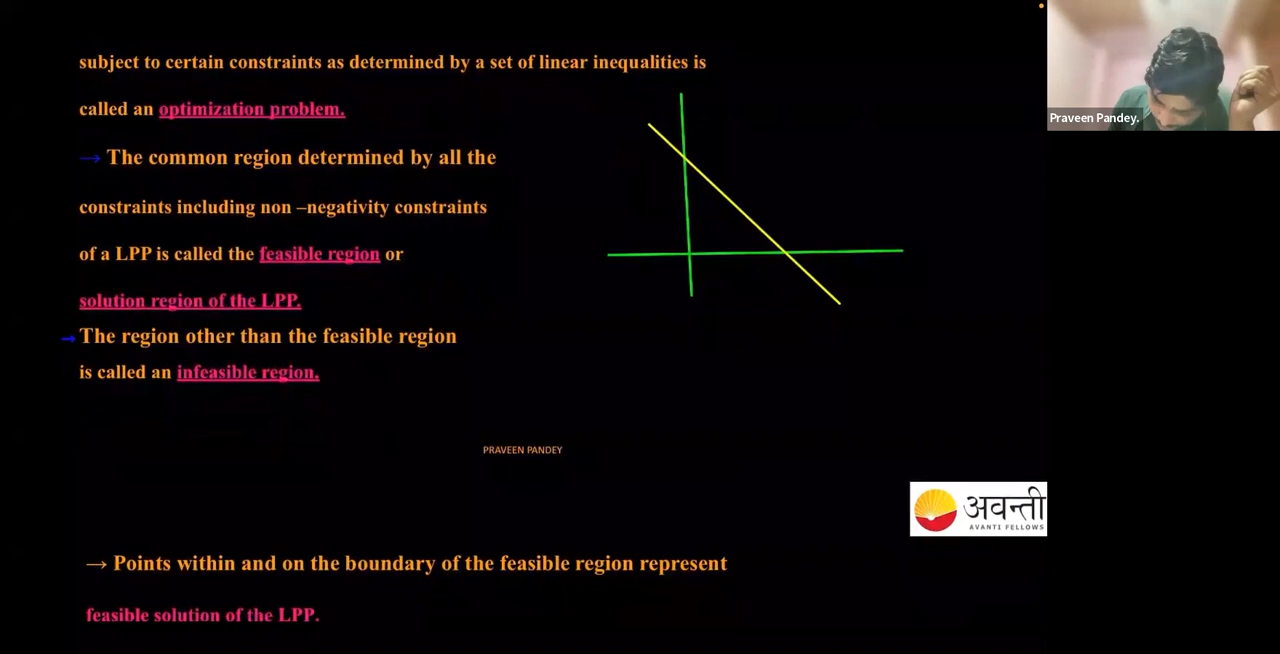 subject to certain constraints as determined by a set of linear inequalities is
called an optimization problem.
→ The common region determined by all the
constraints including non –negativity constraints
of a LPP is called the feasible region or
solution region of the LPP.
→ The region other than the feasible region
is called an infeasible region.
PRAVEEN PANDEY
→ Points within and on the boundary of the feasible region represent
feasible solution of the LPP.
Praveen Pandey.
अवन्ती
AVANTI FELLOWS